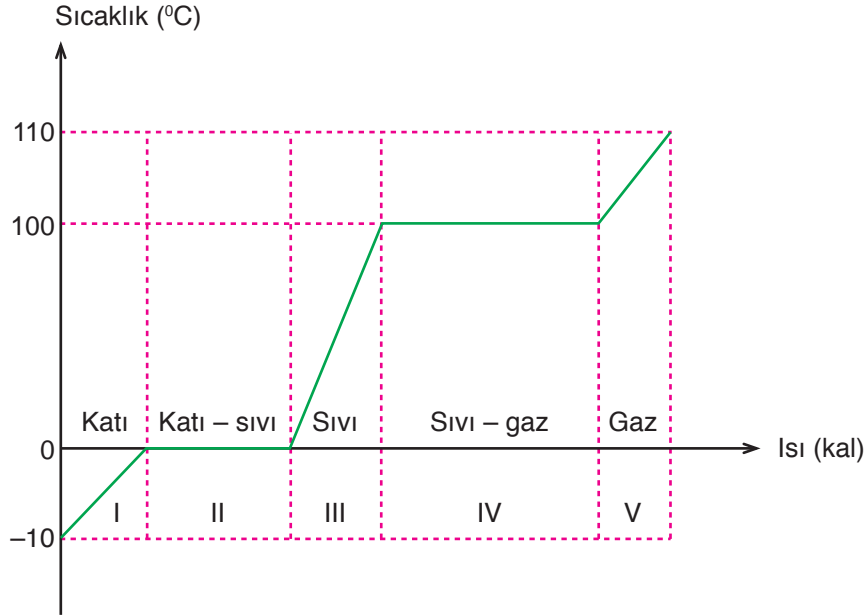 Sıcaklık (⁰C)
110
100
Katı Katı – sıvı Sıvı Sıvı – gaz Gaz
0
Isı (kal)
I II III IV V
–10